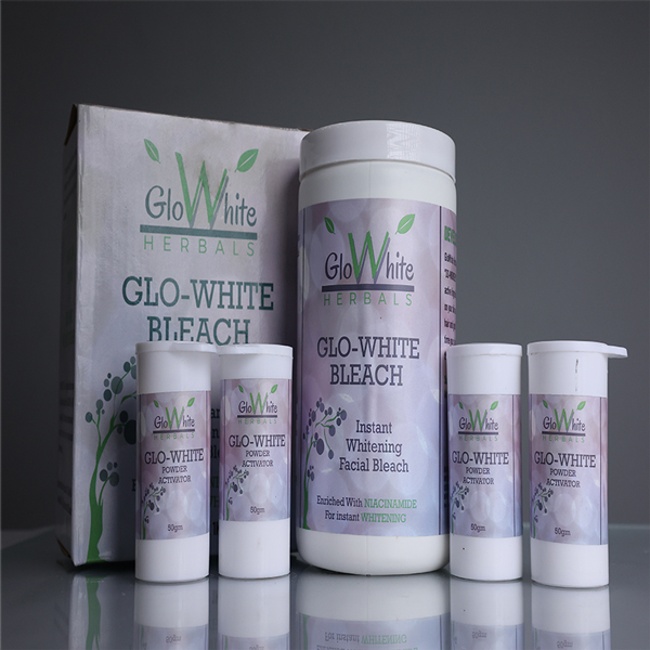 GloWhite
HERBALS
GLO-WHITE
BLEACH
GloWhite
HERBALS
GLO-WHITE
BLEACH
Instant
Whitening
Facial Bleach
Enriched With NIACINAMIDE
For instant WHITENING
GloWhite
HERBALS
GLO-WHITE
POWDER
ACTIVATOR
50gm
GloWhite
HERBALS
GLO-WHITE
POWDER
ACTIVATOR
50gm
GloWhite
HERBALS
GLO-WHITE
POWDER
ACTIVATOR
50gm
GloWhite
HERBALS
GLO-WHITE
POWDER
ACTIVATOR
50gm